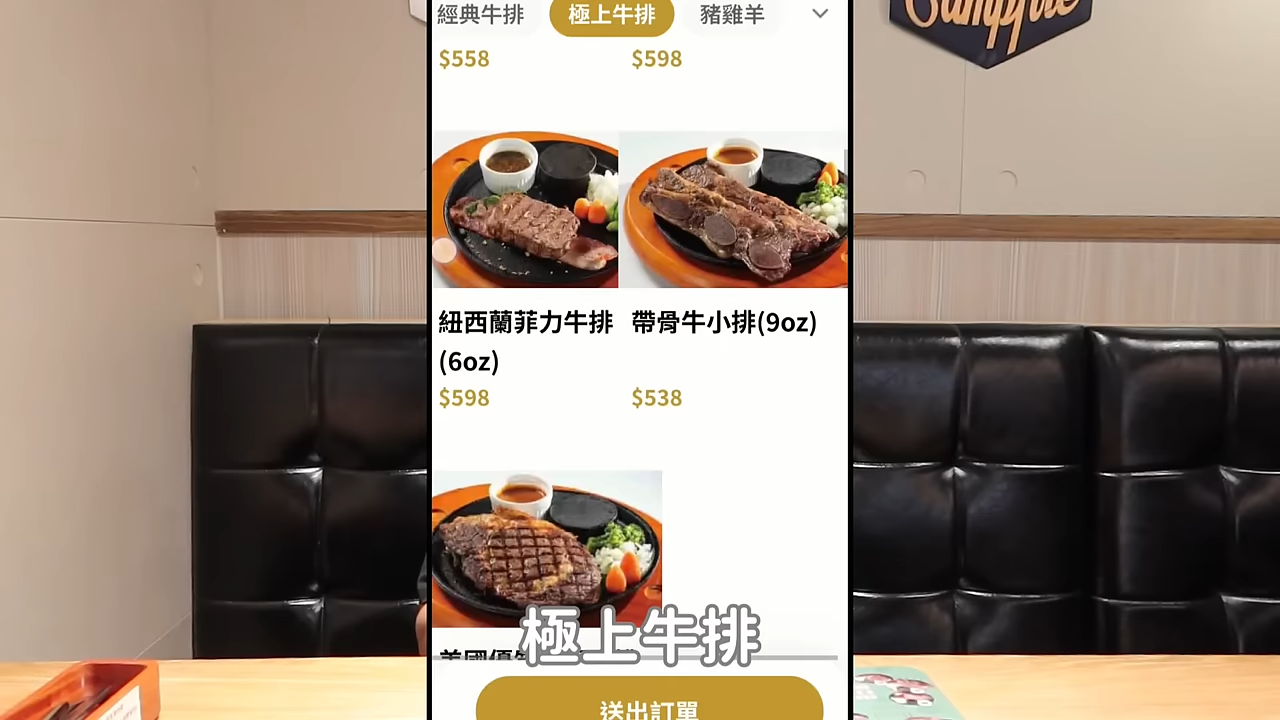 經典牛排
極上牛排
豬雞羊
Campfire
$558
$598
紐西蘭菲力牛排
(6oz)
帶骨牛小排(9oz)
$598
$538
極上牛排
送出訂單